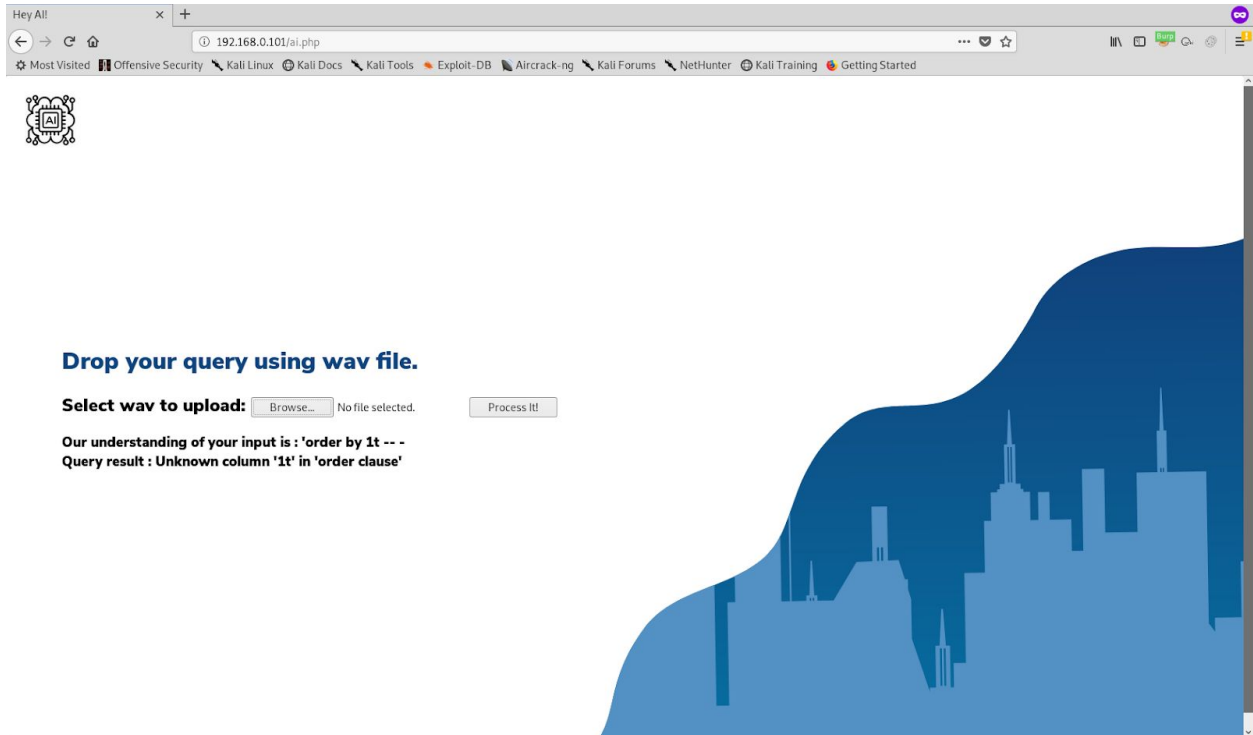 Hey AI!
192.168.0.101/ai.php
Burp
Most Visited Offensive Security Kali Linux Kali Docs Kali Tools Exploit-DB Aircrack-ng Kali Forums NetHunter Kali Training Getting Started
AI
Drop your query using wav file.
Select wav to upload: Browse... No file selected. Process It!
Our understanding of your input is : 'order by 1t -- -
Query result : Unknown column '1t' in 'order clause'